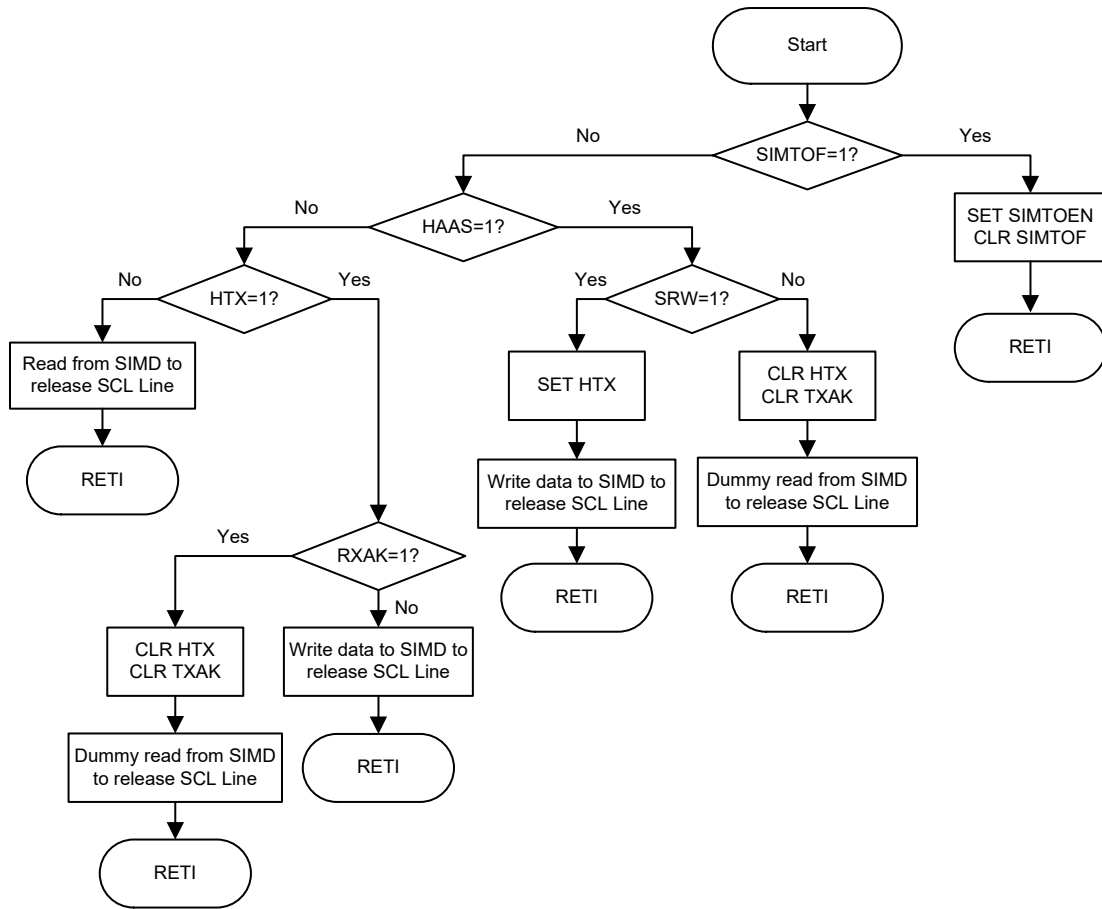 Start
No
Yes
SIMTOF=1?
No
Yes
HAAS=1?
SET SIMTOEN
CLR SIMTOF
No
Yes
Yes
No
HTX=1?
SRW=1?
RETI
Read from SIMD to
release SCL Line
SET HTX
CLR HTX
CLR TXAK
RETI
Write data to SIMD to
release SCL Line
Dummy read from SIMD
to release SCL Line
Yes
RXAK=1?
RETI
RETI
No
CLR HTX
CLR TXAK
Write data to SIMD to
release SCL Line
Dummy read from SIMD
to release SCL Line
RETI
RETI